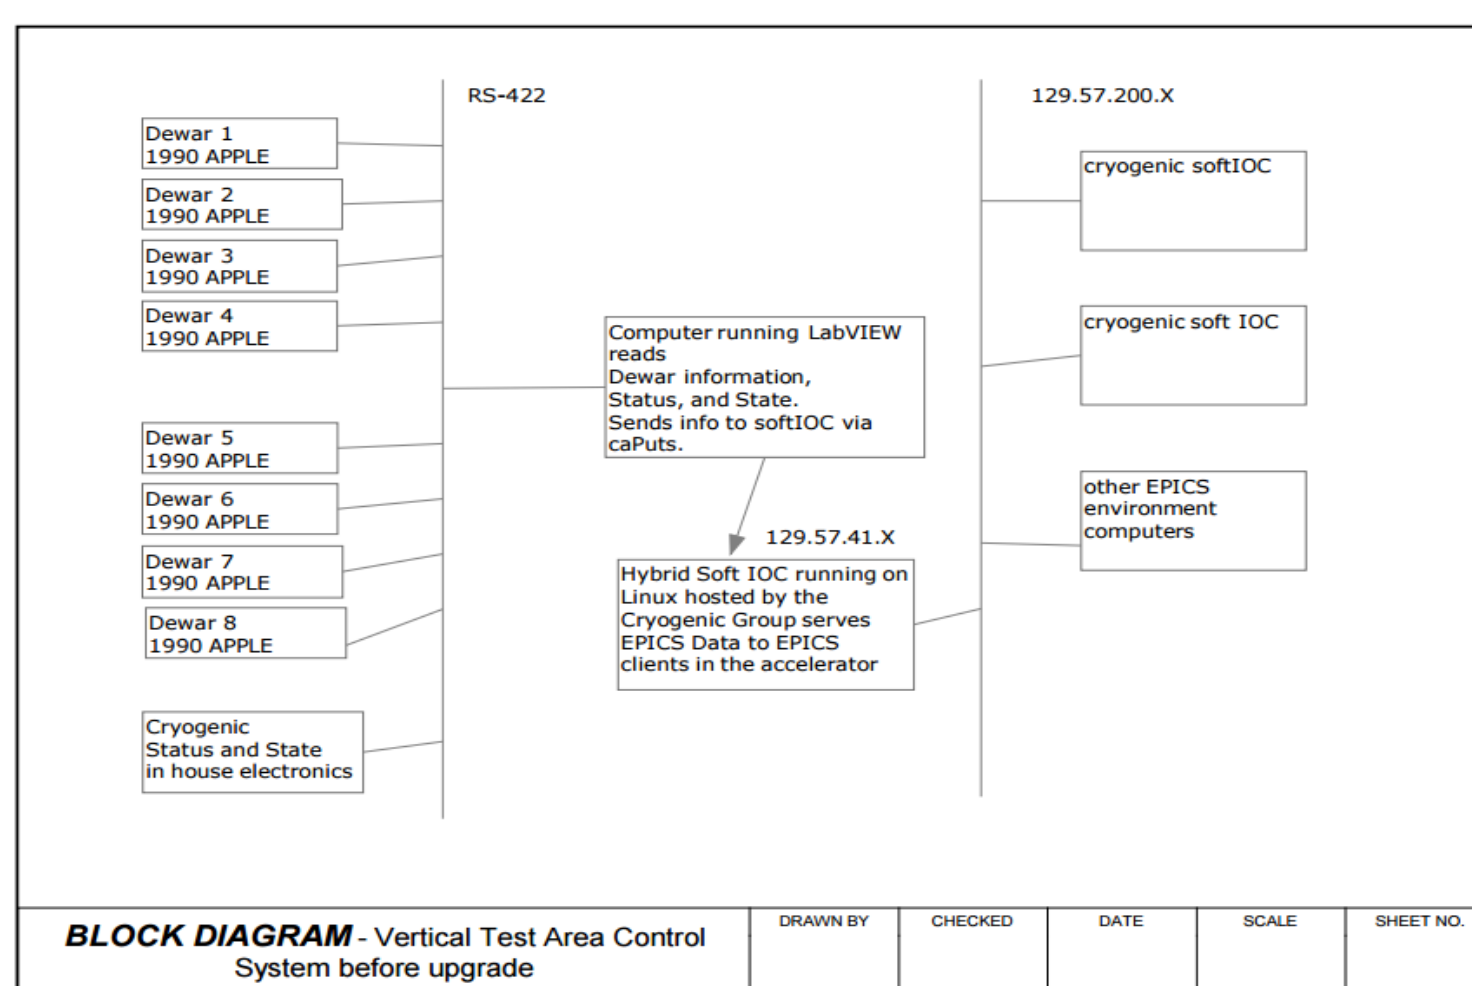 RS-422
129.57.200.X
Dewar 1
1990 APPLE
Dewar 2
1990 APPLE
Dewar 3
1990 APPLE
Dewar 4
1990 APPLE
Dewar 5
1990 APPLE
Dewar 6
1990 APPLE
Dewar 7
1990 APPLE
Dewar 8
1990 APPLE
Cryogenic
Status and State
in house electronics
Computer running LabVIEW
reads
Dewar information,
Status, and State.
Sends info to softIOC via
caPuts.
129.57.41.X
Hybrid Soft IOC running on
Linux hosted by the
Cryogenic Group serves
EPICS Data to EPICS
clients in the accelerator
cryogenic softIOC
cryogenic soft IOC
other EPICS
environment
computers
BLOCK DIAGRAM - Vertical Test Area Control
System before upgrade
DRAWN BY
CHECKED
DATE
SCALE
SHEET NO.